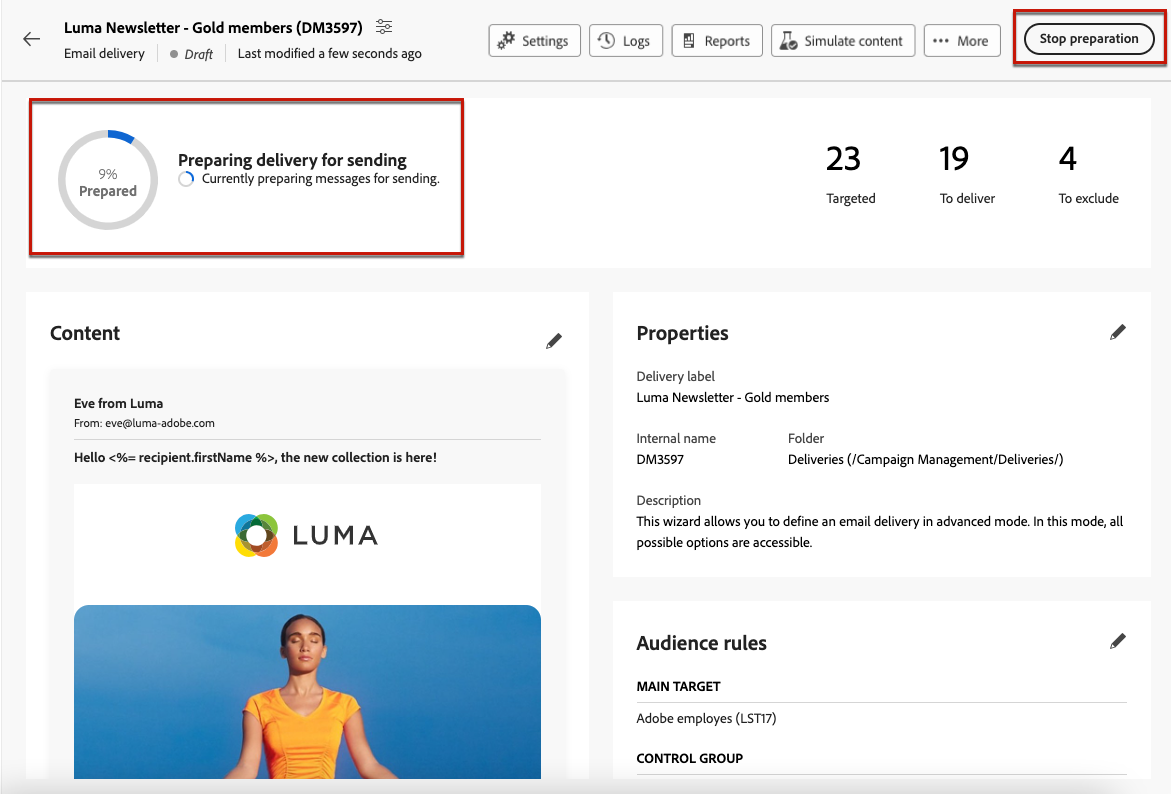 Luma Newsletter - Gold members (DM3597)
Email delivery
Draft
Last modified a few seconds ago
Settings
Logs
Reports
Simulate content
More
Stop preparation
9%
Prepared
Preparing delivery for sending
Currently preparing messages for sending.
23
Targeted
19
To deliver
4
To exclude
Content
Eve from Luma
From: eve@luma-adobe.com
Hello <%= recipient.firstName %>, the new collection is here!
LUMA
Properties
Delivery label
Luma Newsletter - Gold members
Internal name
DM3597
Folder
Deliveries (/Campaign Management/Deliveries/)
Description
This wizard allows you to define an email delivery in advanced mode. In this mode, all
possible options are accessible.
Audience rules
MAIN TARGET
Adobe employes (LST17)
CONTROL GROUP